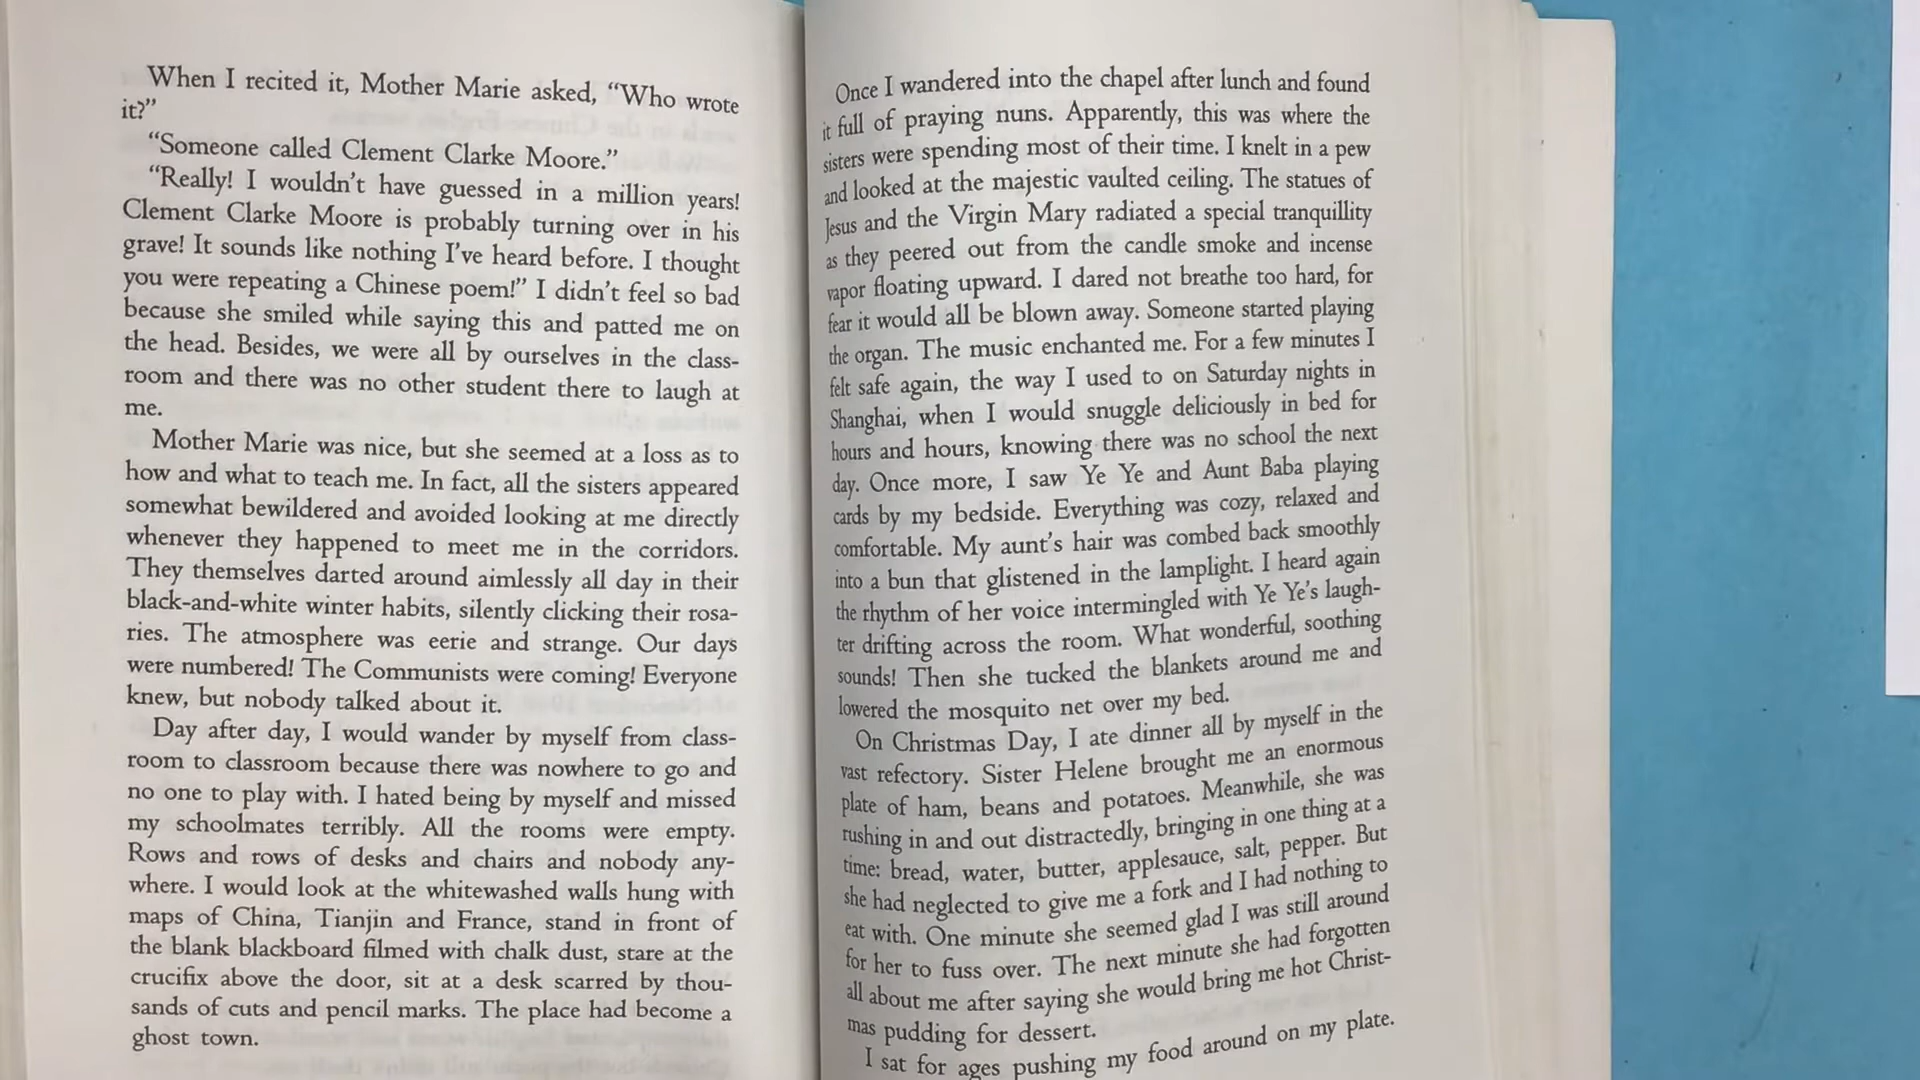 When I recited it, Mother Marie asked, “Who wrote
it?”
“Someone called Clement Clarke Moore.”
“Really! I wouldn’t have guessed in a million years!
Clement Clarke Moore is probably turning over in his
grave! It sounds like nothing I’ve heard before. I thought
you were repeating a Chinese poem!” I didn’t feel so bad
because she smiled while saying this and patted me on
the head. Besides, we were all by ourselves in the class-
room and there was no other student there to laugh at
me.
Mother Marie was nice, but she seemed at a loss as to
how and what to teach me. In fact, all the sisters appeared
somewhat bewildered and avoided looking at me directly
whenever they happened to meet me in the corridors.
They themselves darted around aimlessly all day in their
black-and-white winter habits, silently clicking their rosa-
ries. The atmosphere was eerie and strange. Our days
were numbered! The Communists were coming! Everyone
knew, but nobody talked about it.
Day after day, I would wander by myself from class-
room to classroom because there was nowhere to go and
no one to play with. I hated being by myself and missed
my schoolmates terribly. All the rooms were empty.
Rows and rows of desks and chairs and nobody any-
where. I would look at the whitewashed walls hung with
maps of China, Tianjin and France, stand in front of
the blank blackboard filmed with chalk dust, stare at the
crucifix above the door, sit at a desk scarred by thou-
sands of cuts and pencil marks. The place had become a
ghost town.
Once I wandered into the chapel after lunch and found
it full of praying nuns. Apparently, this was where the
sisters were spending most of their time. I knelt in a pew
and looked at the majestic vaulted ceiling. The statues of
Jesus and the Virgin Mary radiated a special tranquillity
as they peered out from the candle smoke and incense
vapor floating upward. I dared not breathe too hard, for
fear it would all be blown away. Someone started playing
the organ. The music enchanted me. For a few minutes I
felt safe again, the way I used to on Saturday nights in
Shanghai, when I would snuggle deliciously in bed for
hours and hours, knowing there was no school the next
day. Once more, I saw Ye Ye and Aunt Baba playing
cards by my bedside. Everything was cozy, relaxed and
comfortable. My aunt’s hair was combed back smoothly
into a bun that glistened in the lamplight. I heard again
the rhythm of her voice intermingled with Ye Ye’s laugh-
ter drifting across the room. What wonderful, soothing
sounds! Then she tucked the blankets around me and
lowered the mosquito net over my bed.
On Christmas Day, I ate dinner all by myself in the
vast refectory. Sister Helene brought me an enormous
plate of ham, beans and potatoes. Meanwhile, she was
rushing in and out distractedly, bringing in one thing at a
time: bread, water, butter, applesauce, salt, pepper. But
she had neglected to give me a fork and I had nothing to
eat with. One minute she seemed glad I was still around
for her to fuss over. The next minute she had forgotten
all about me after saying she would bring me hot Christ-
mas pudding for dessert.
I sat for ages pushing my food around on my plate.